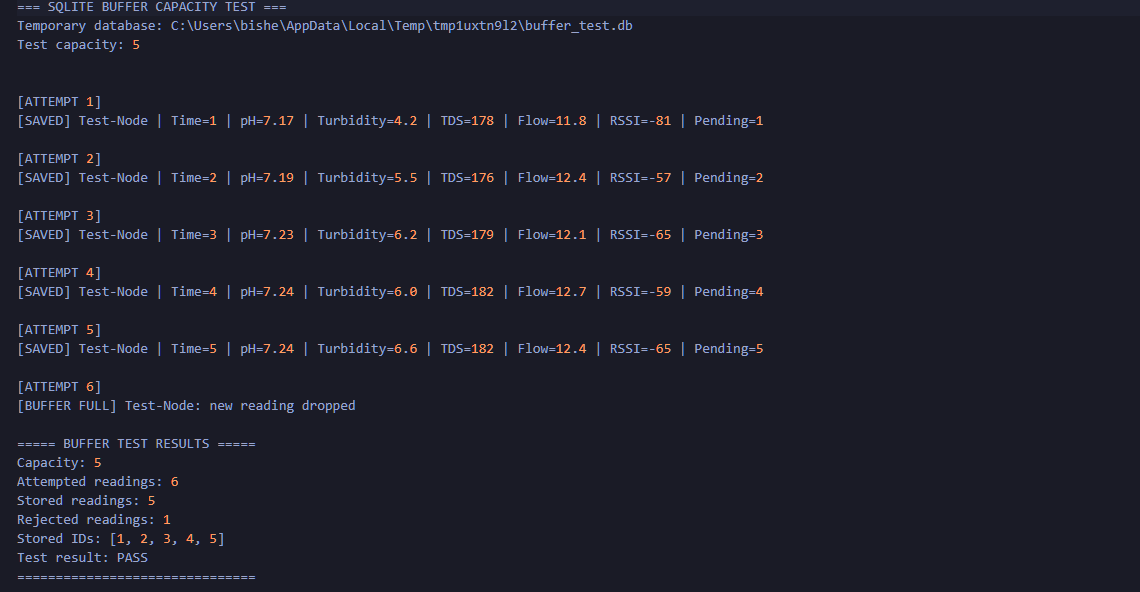 === SQLITE BUFFER CAPACITY TEST ===
Temporary database: C:\Users\bishe\AppData\Local\Temp\tmp1uxtn9l2\buffer_test.db
Test capacity: 5
[ATTEMPT 1]
[SAVED] Test-Node | Time=1 | pH=7.17 | Turbidity=4.2 | TDS=178 | Flow=11.8 | RSSI=-81 | Pending=1
[ATTEMPT 2]
[SAVED] Test-Node | Time=2 | pH=7.19 | Turbidity=5.5 | TDS=176 | Flow=12.4 | RSSI=-57 | Pending=2
[ATTEMPT 3]
[SAVED] Test-Node | Time=3 | pH=7.23 | Turbidity=6.2 | TDS=179 | Flow=12.1 | RSSI=-65 | Pending=3
[ATTEMPT 4]
[SAVED] Test-Node | Time=4 | pH=7.24 | Turbidity=6.0 | TDS=182 | Flow=12.7 | RSSI=-59 | Pending=4
[ATTEMPT 5]
[SAVED] Test-Node | Time=5 | pH=7.24 | Turbidity=6.6 | TDS=182 | Flow=12.4 | RSSI=-65 | Pending=5
[ATTEMPT 6]
[BUFFER FULL] Test-Node: new reading dropped
===== BUFFER TEST RESULTS =====
Capacity: 5
Attempted readings: 6
Stored readings: 5
Rejected readings: 1
Stored IDs: [1, 2, 3, 4, 5]
Test result: PASS
===============================